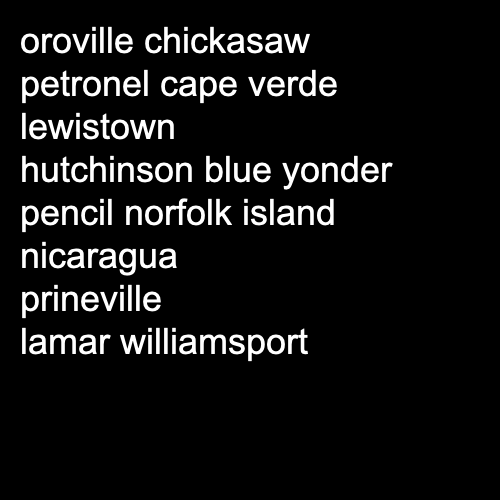 oroville chickasaw
petronel cape verde
lewistown
hutchinson blue yonder
pencil norfolk island
nicaragua
prineville
lamar williamsport